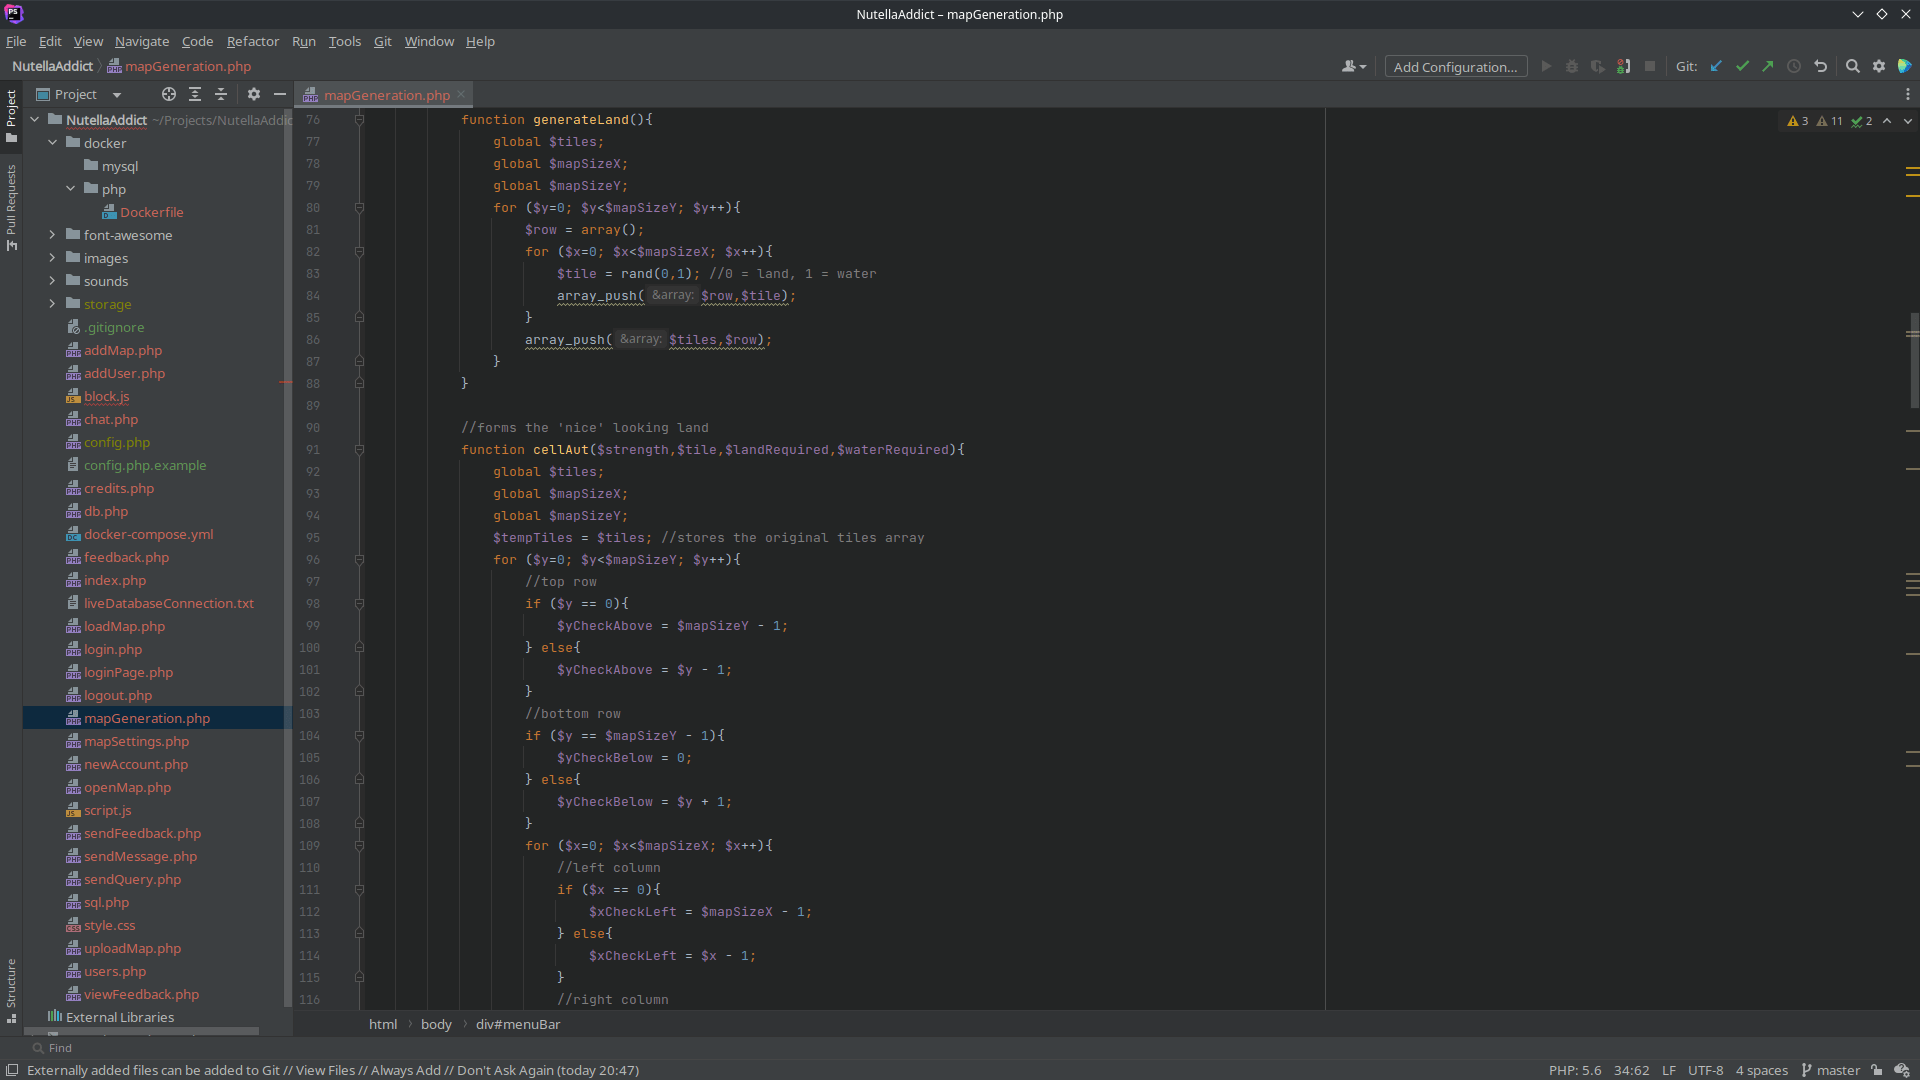 PS
NutellaAddict – mapGeneration.php
File Edit View Navigate Code Refactor Run Tools Git Window Help
NutellaAddict mapGeneration.php
Add Configuration...
Git:
Project
mapGeneration.php
Project
Pull Requests
Structure
NutellaAddict ~/Projects/NutellaAddic
docker
mysql
php
Dockerfile
font-awesome
images
sounds
storage
.gitignore
addMap.php
addUser.php
block.js
chat.php
config.php
config.php.example
credits.php
db.php
docker-compose.yml
feedback.php
index.php
liveDatabaseConnection.txt
loadMap.php
login.php
loginPage.php
logout.php
mapGeneration.php
mapSettings.php
newAccount.php
openMap.php
script.js
sendFeedback.php
sendMessage.php
sendQuery.php
sql.php
style.css
uploadMap.php
users.php
viewFeedback.php
External Libraries
3 11 2
76 function generateLand(){
77 global $tiles;
78 global $mapSizeX;
79 global $mapSizeY;
80 for ($y=0; $y<$mapSizeY; $y++){
81 $row = array();
82 for ($x=0; $x<$mapSizeX; $x++){
83 $tile = rand(0,1); //0 = land, 1 = water
84 array_push( &array: $row,$tile);
85 }
86 array_push( &array: $tiles,$row);
87 }
88 }
89
90 //forms the 'nice' looking land
91 function cellAut($strength,$tile,$landRequired,$waterRequired){
92 global $tiles;
93 global $mapSizeX;
94 global $mapSizeY;
95 $tempTiles = $tiles; //stores the original tiles array
96 for ($y=0; $y<$mapSizeY; $y++){
97 //top row
98 if ($y == 0){
99 $yCheckAbove = $mapSizeY - 1;
100 } else{
101 $yCheckAbove = $y - 1;
102 }
103 //bottom row
104 if ($y == $mapSizeY - 1){
105 $yCheckBelow = 0;
106 } else{
107 $yCheckBelow = $y + 1;
108 }
109 for ($x=0; $x<$mapSizeX; $x++){
110 //left column
111 if ($x == 0){
112 $xCheckLeft = $mapSizeX - 1;
113 } else{
114 $xCheckLeft = $x - 1;
115 }
116 //right column
html body div#menuBar
Find
Externally added files can be added to Git // View Files // Always Add // Don't Ask Again (today 20:47)
PHP: 5.6 34:62 LF UTF-8 4 spaces master